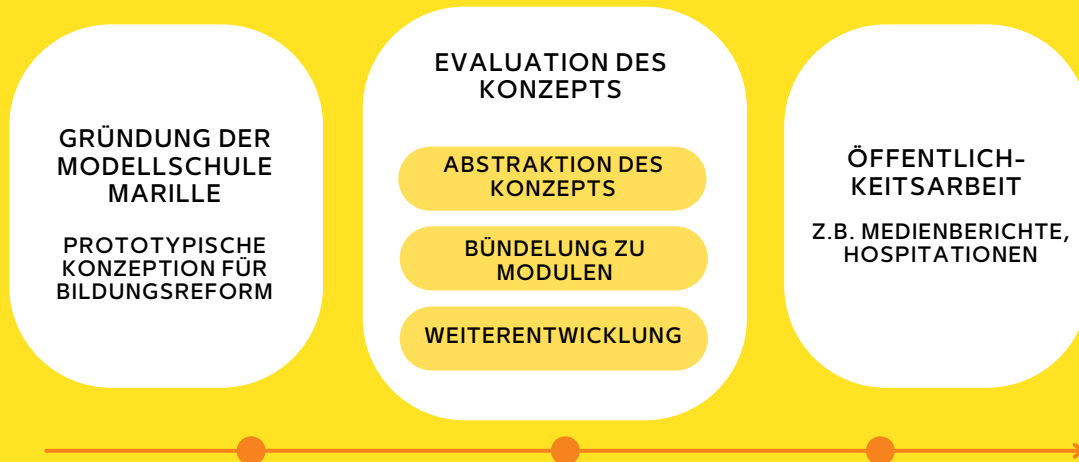 GRÜNDUNG DER
MODELLSCHULE
MARILLE
PROTOTYPISCHE
KONZEPTION FÜR
BILDUNGSREFORM
EVALUATION DES
KONZEPTS
ABSTRAKTION DES
KONZEPTS
BÜNDELUNG ZU
MODULEN
WEITERENTWICKLUNG
ÖFFENTLICH-
KEITSARBEIT
Z.B. MEDIENBERICHTE,
HOSPITATIONEN